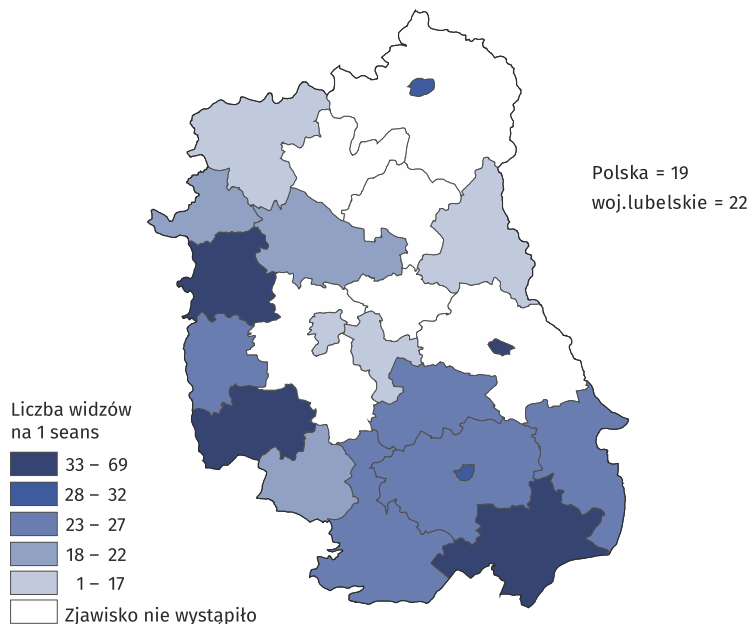 Polska = 19
woj.lubelskie = 22
Liczba widzów
na 1 seans
33 – 69
28 – 32
23 – 27
18 – 22
1 – 17
Zjawisko nie wystąpiło